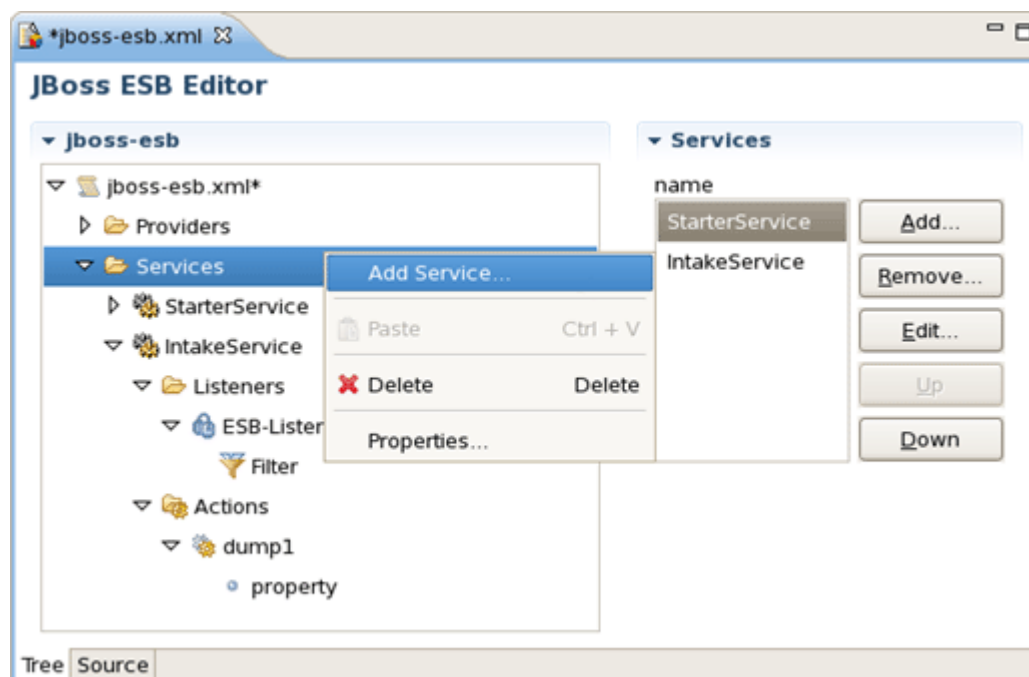 *jboss-esb.xml
JBoss ESB Editor
jboss-esb
jboss-esb.xml*
Providers
Services
StarterService
IntakeService
Listeners
ESB-Lister
Filter
Actions
dump1
property
Add Service...
Paste Ctrl + V
Delete Delete
Properties...
Services
name
StarterService
IntakeService
Add...
Remove...
Edit...
Up
Down
Tree Source